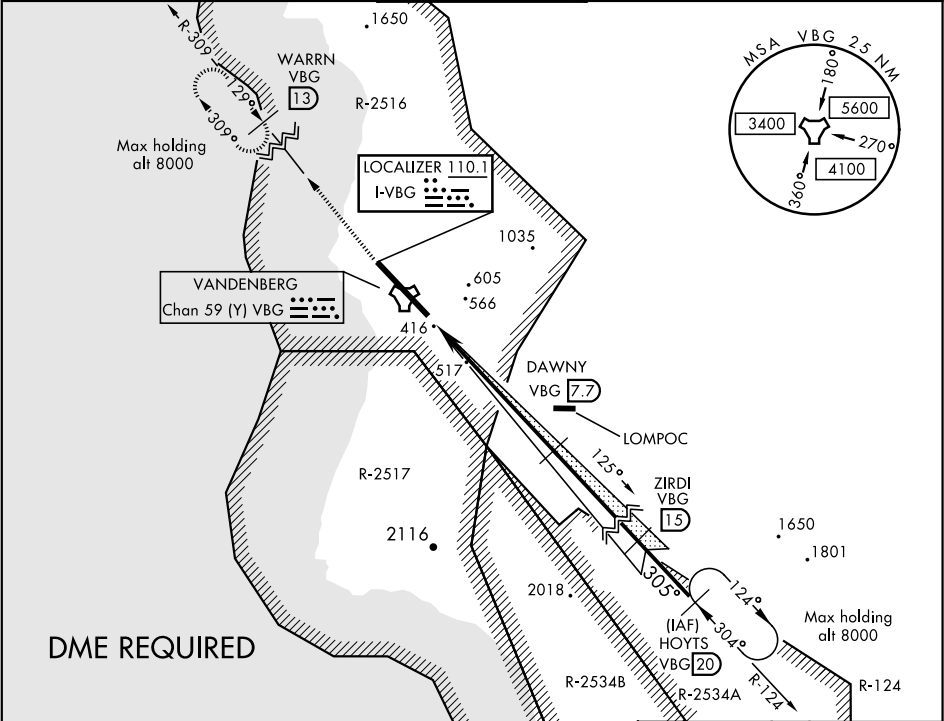 R-309
1650
WARRN
VBG
13
R-2516
129°
309°
Max holding
alt 8000
MSA VBG 25 NM
180°
5600
3400
270°
4100
360°
LOCALIZER 110.1
I-VBG
1035
605
566
VANDENBERG
Chan 59 (Y) VBG
416
517
DAWNY
VBG 7.7
LOMPOC
125°
R-2517
ZIRDI
VBG
15
1650
1801
2116
305°
2018
124°
Max holding
alt 8000
(IAF)
HOYTS
VBG 20
304°
DME REQUIRED
R-2534B
R-2534A
R-124
R-124